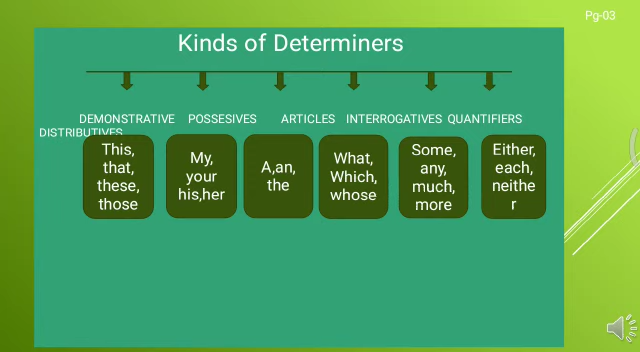 Pg-03
Kinds of Determiners
DEMONSTRATIVE POSSESIVES ARTICLES INTERROGATIVES QUANTIFIERS
DISTRIBUTIVES
This,
that,
these,
those
My,
your
his,her
A,an,
the
What,
Which,
whose
Some,
any,
much,
more
Either,
each,
neithe
r